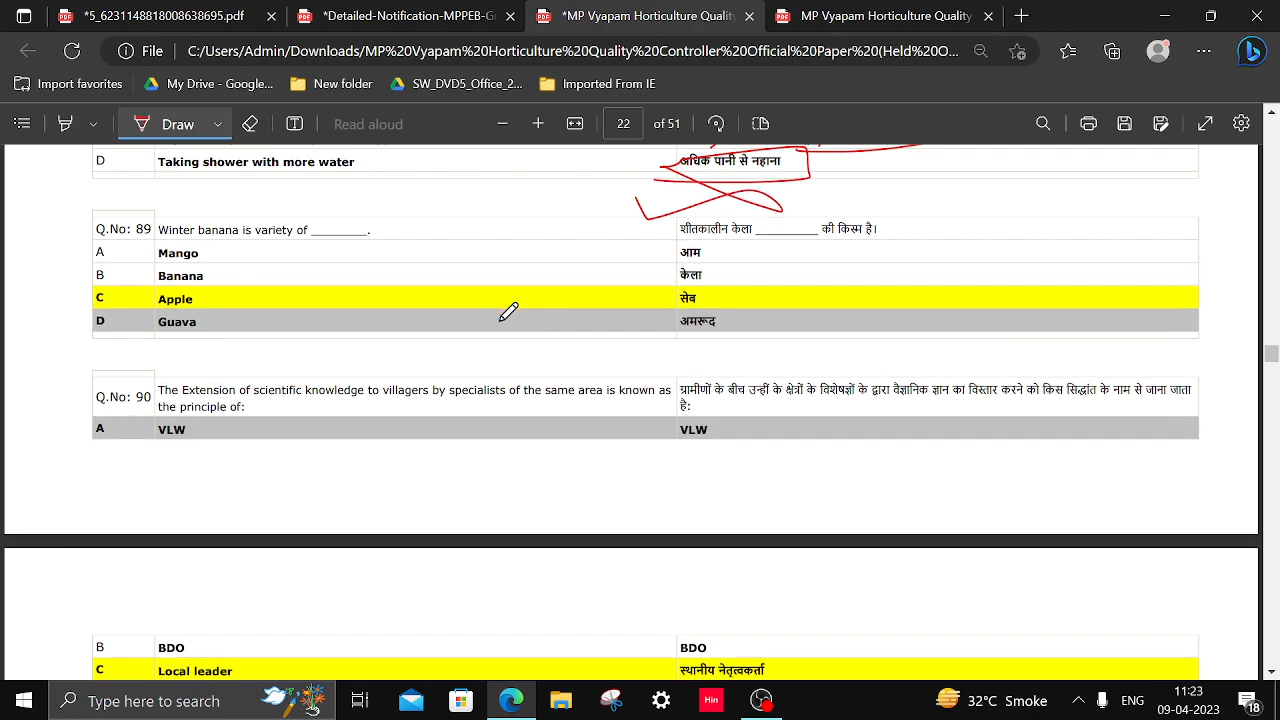 *5_6231148818008638695.pdf
*Detailed-Notification-MPPEB-G
*MP Vyapam Horticulture Quality
MP Vyapam Horticulture Quality
File C:/Users/Admin/Downloads/MP%20Vyapam%20Horticulture%20Quality%20Controller%20Official%20Paper(Held%20O...
Import favorites My Drive - Google... New folder SW_DVD5_Office_2... Imported From IE
Draw Read aloud 22 of 51
D Taking shower with more water अधिक पानी से नहाना
Q.No: 89 Winter banana is variety of _________. शीतकालीन केला __________ की किस्म है।
A Mango आम
B Banana केला
C Apple सेब
D Guava अमरूद
Q.No: 90 The Extension of scientific knowledge to villagers by specialists of the same area is known as ग्रामीणों के बीच उन्हीं के क्षेत्रों के विशेषज्ञों के द्वारा वैज्ञानिक ज्ञान का विस्तार करने को किस सिद्धांत के नाम से जाना जाता
the principle of: है:
A VLW VLW
B BDO BDO
C Local leader स्थानीय नेतृत्वकर्ता
Type here to search Hin 32°C Smoke ENG 11:23
09-04-2023 18